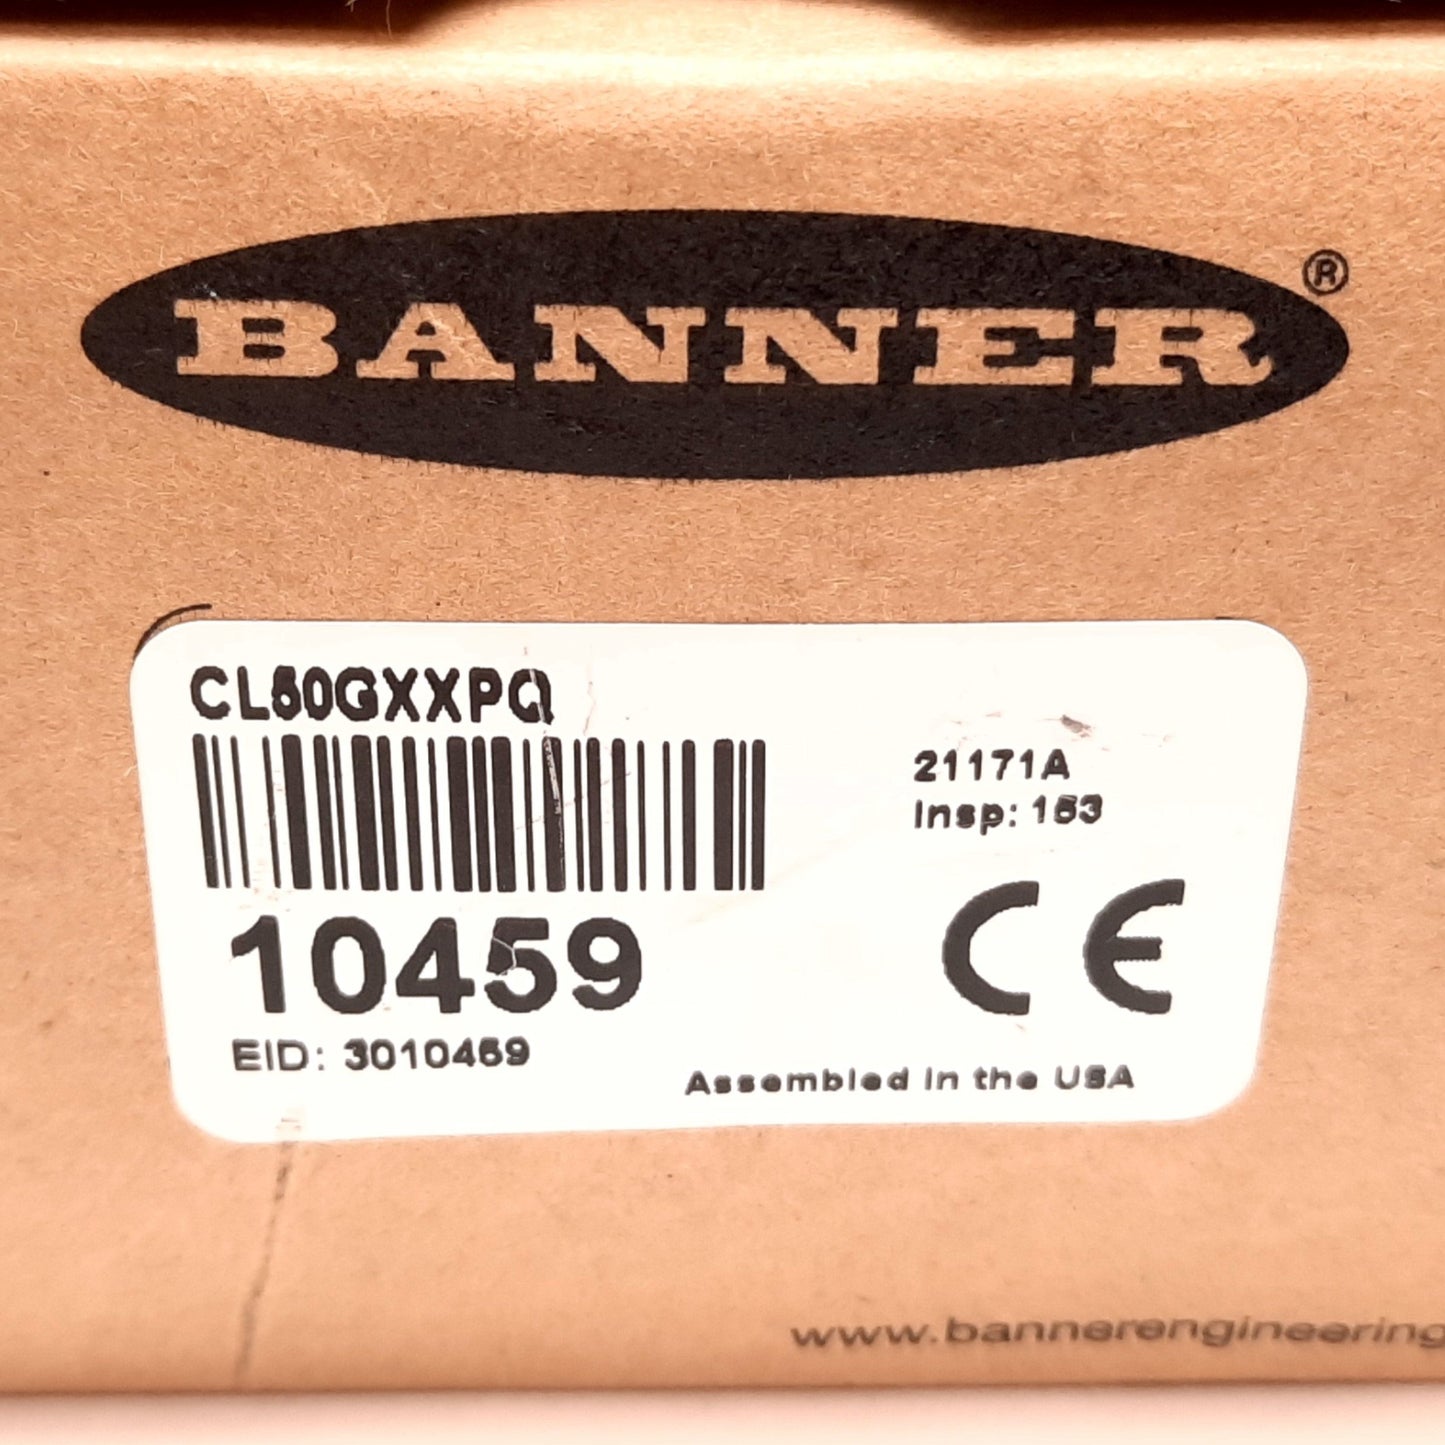 BANNER®
CL50GXXPQ
21171A
Insp: 153
10459
CE
EID: 3010459
Assembled in the USA
www.bannerengineering